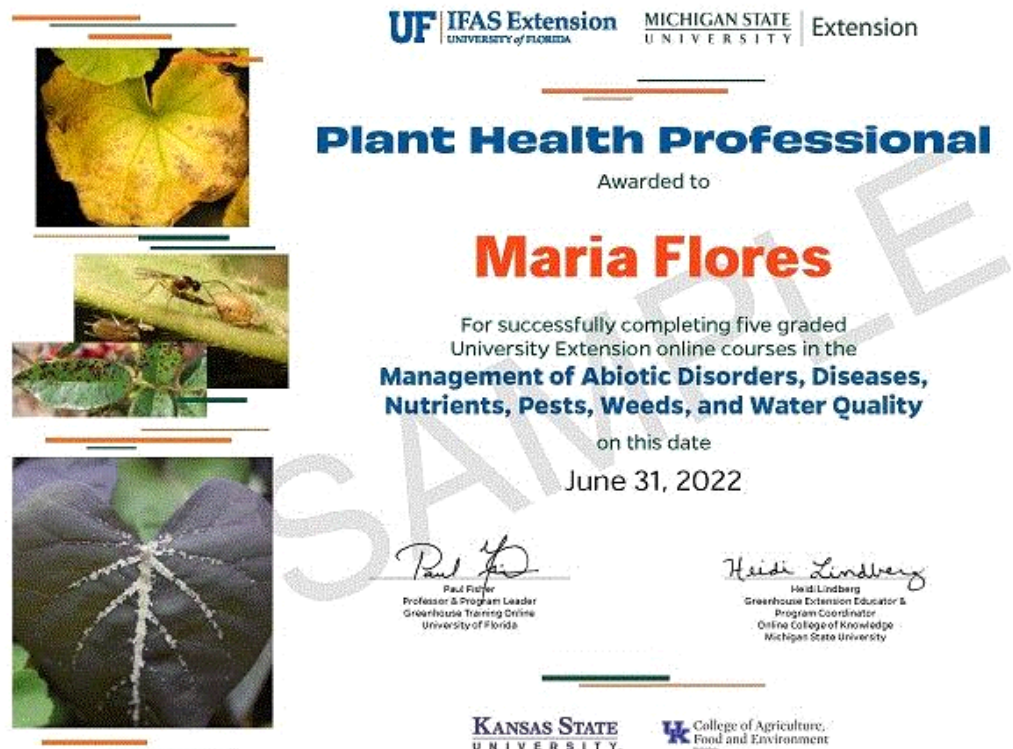 UF IFAS Extension
UNIVERSITY of FLORIDA
MICHIGAN STATE
UNIVERSITY
Extension
Plant Health Professional
Awarded to
Maria Flores
For successfully completing five graded
University Extension online courses in the
Management of Abiotic Disorders, Diseases,
Nutrients, Pests, Weeds, and Water Quality
on this date
June 31, 2022
SAMPLE
Paul Fisher
Professor & Program Leader
Greenhouse Training Online
University of Florida
Heidi Lindberg
Heidi Lindberg
Greenhouse Extension Educator &
Program Coordinator
Online College of Knowledge
Michigan State University
KANSAS STATE
UNIVERSITY
UK College of Agriculture,
Food and Environment